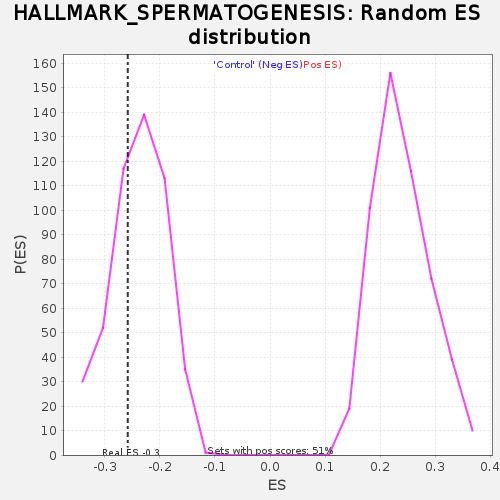 HALLMARK_SPERMATOGENESIS: Random ES
distribution
'Control' (Neg ES)Pos ES)
160
150
140
130
120
110
100
90
80
70
60
50
40
30
20
10
0
P(ES)
Real ES -0.3
Sets with pos scores: 51%
-0.3 -0.2 -0.1 0.0 0.1 0.2 0.3 0.4
ES